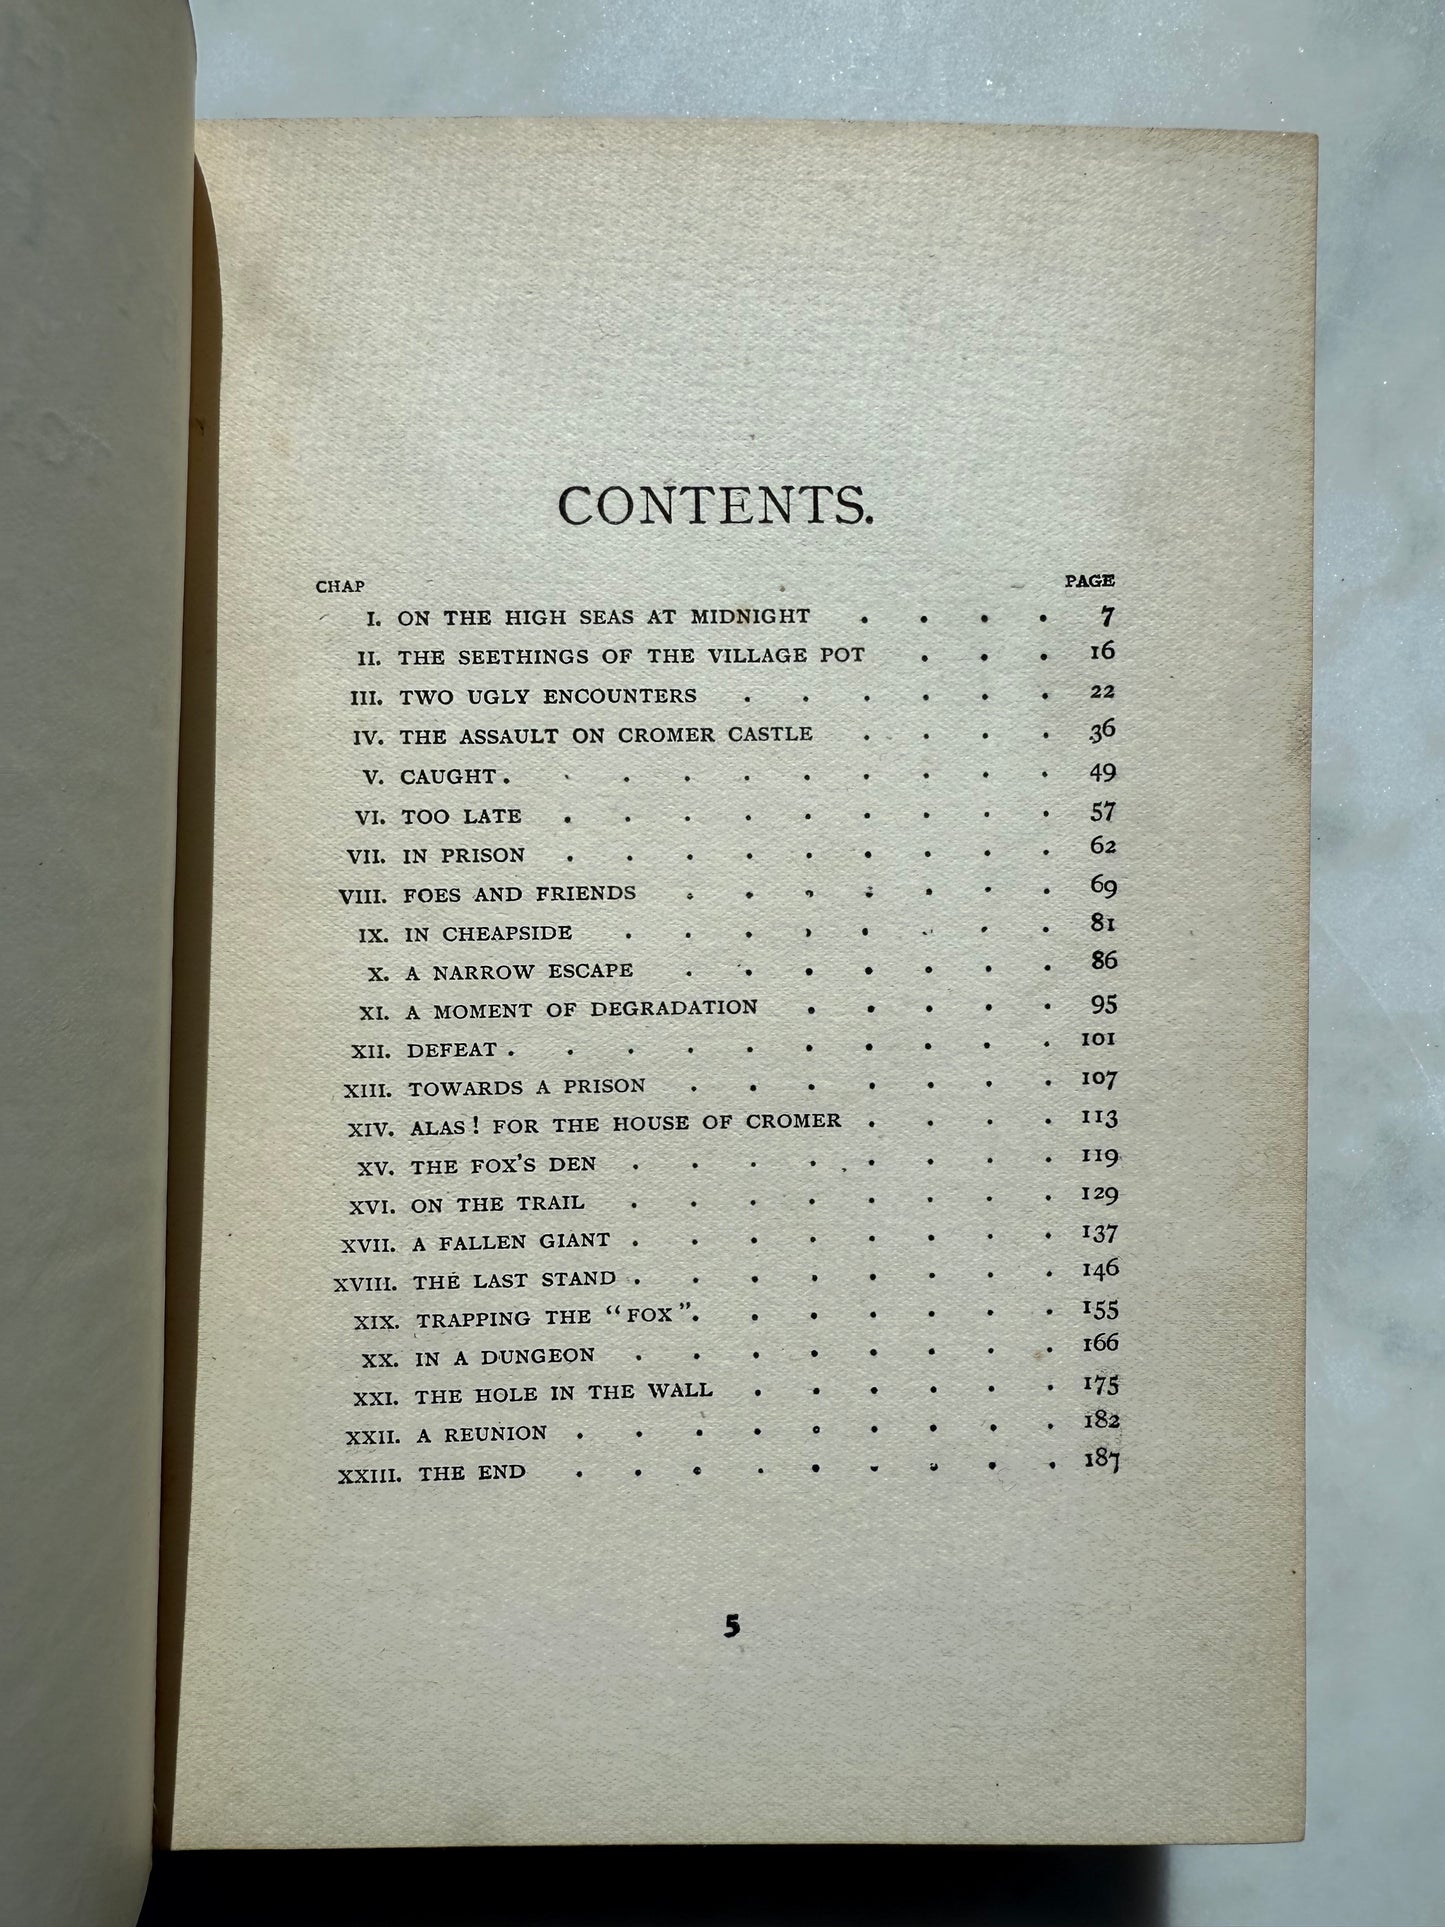 CONTENTS.
CHAP PAGE
I. ON THE HIGH SEAS AT MIDNIGHT . . . . 7
II. THE SEETHINGS OF THE VILLAGE POT . . . 16
III. TWO UGLY ENCOUNTERS . . . . . . 22
IV. THE ASSAULT ON CROMER CASTLE . . . . 36
V. CAUGHT . . . . . . . . . . 49
VI. TOO LATE . . . . . . . . . 57
VII. IN PRISON . . . . . . . . . 62
VIII. FOES AND FRIENDS . . . . . . . 69
IX. IN CHEAPSIDE . . . . . . . . 81
X. A NARROW ESCAPE . . . . . . . 86
XI. A MOMENT OF DEGRADATION . . . . . 95
XII. DEFEAT . . . . . . . . . . 101
XIII. TOWARDS A PRISON . . . . . . . 107
XIV. ALAS! FOR THE HOUSE OF CROMER . . . . 113
XV. THE FOX'S DEN . . . . . . . . 119
XVI. ON THE TRAIL . . . . . . . . 129
XVII. A FALLEN GIANT . . . . . . . . 137
XVIII. THE LAST STAND . . . . . . . . 146
XIX. TRAPPING THE "FOX" . . . . . . . 155
XX. IN A DUNGEON . . . . . . . . 166
XXI. THE HOLE IN THE WALL . . . . . . 175
XXII. A REUNION . . . . . . . . . 182
XXIII. THE END . . . . . . . . . 187
5